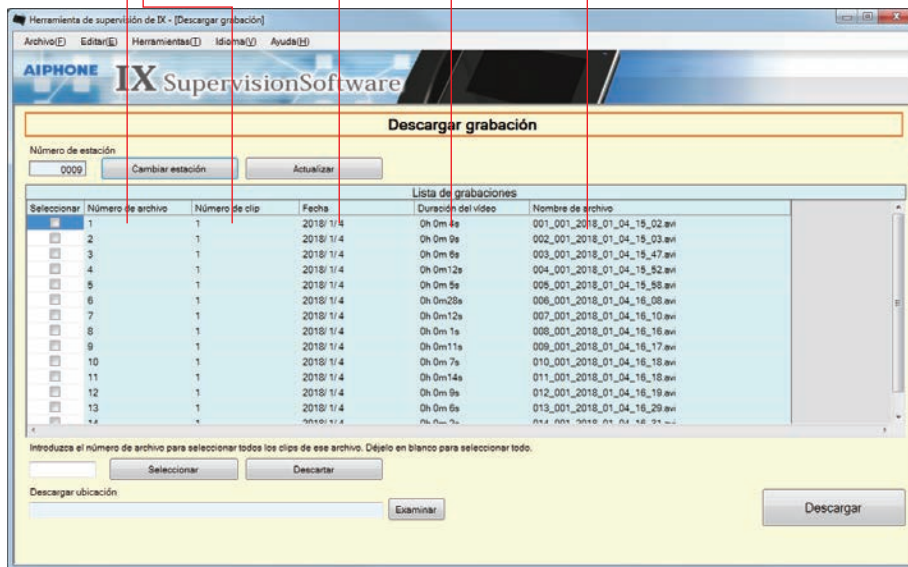 Herramienta de supervisión de IX - [Descargar grabación]
Archivo(F) Editar(E) Herramientas(T) Idioma(V) Ayuda(H)
AIPHONE IX SupervisionSoftware
Descargar grabación
Número de estación
0009 Cambiar estación Actualizar
Lista de grabaciones
Seleccionar Número de archivo Número de clip Fecha Duración del vídeo Nombre de archivo
1 1 2018/ 1/ 4 0h 0m 4s 001_001_2018_01_04_15_02.avi
2 1 2018/ 1/ 4 0h 0m 9s 002_001_2018_01_04_15_03.avi
3 1 2018/ 1/ 4 0h 0m 6s 003_001_2018_01_04_15_47.avi
4 1 2018/ 1/ 4 0h 0m12s 004_001_2018_01_04_15_52.avi
5 1 2018/ 1/ 4 0h 0m 5s 005_001_2018_01_04_15_58.avi
6 1 2018/ 1/ 4 0h 0m28s 006_001_2018_01_04_16_08.avi
7 1 2018/ 1/ 4 0h 0m12s 007_001_2018_01_04_16_10.avi
8 1 2018/ 1/ 4 0h 0m 1s 008_001_2018_01_04_16_16.avi
9 1 2018/ 1/ 4 0h 0m11s 009_001_2018_01_04_16_17.avi
10 1 2018/ 1/ 4 0h 0m 7s 010_001_2018_01_04_16_18.avi
11 1 2018/ 1/ 4 0h 0m14s 011_001_2018_01_04_16_18.avi
12 1 2018/ 1/ 4 0h 0m 9s 012_001_2018_01_04_16_19.avi
13 1 2018/ 1/ 4 0h 0m 6s 013_001_2018_01_04_16_29.avi
14 1 2018/ 1/ 4 0h 0m 014_001_2018_01_04_16_31.avi
Introduzca el número de archivo para seleccionar todos los clips de ese archivo. Déjelo en blanco para seleccionar todo.
Seleccionar Descartar
Descargar ubicación
Examinar Descargar